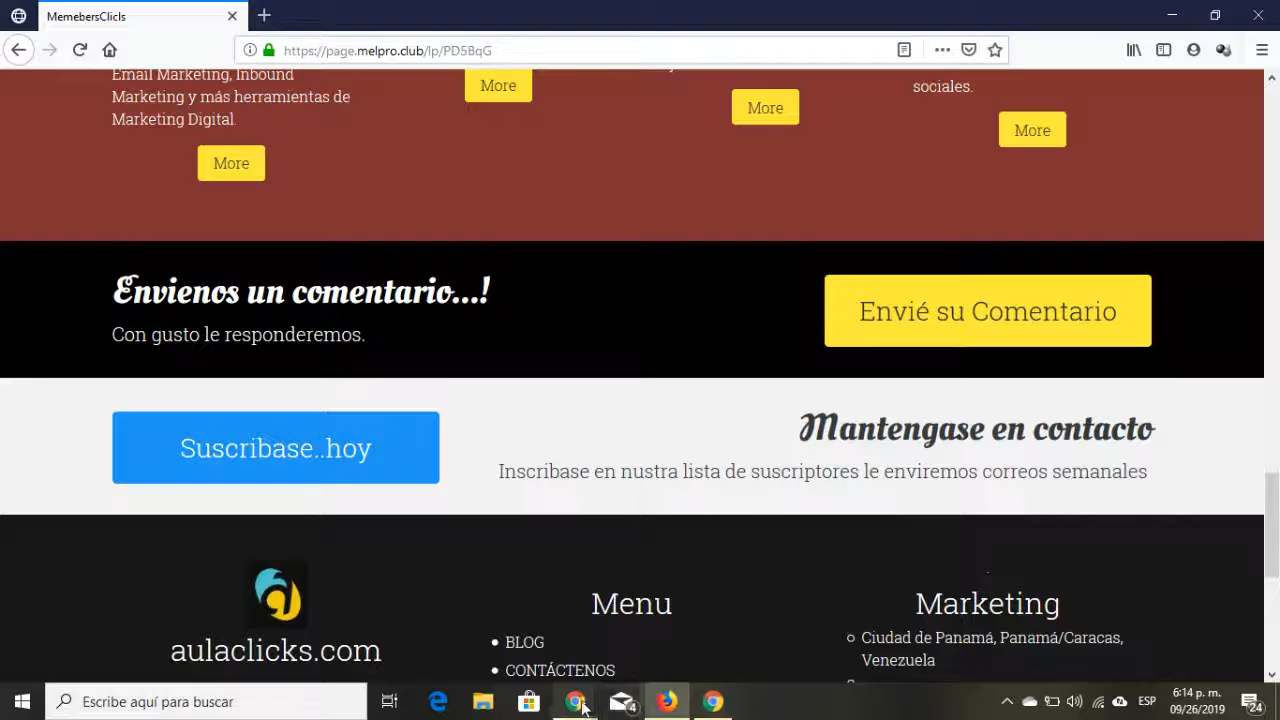 MemebersClicls
https://page.melpro.club/lp/PD5BqG
Email Marketing, Inbound
Marketing y más herramientas de
Marketing Digital.
More
More
More
sociales.
More
Envienos un comentario...!
Con gusto le responderemos.
Envié su Comentario
Suscribase..hoy
Mantengase en contacto
Inscribase en nustra lista de suscriptores le enviremos correos semanales
aulaclicks.com
Menu
BLOG
CONTÁCTENOS
Marketing
Ciudad de Panamá, Panamá/Caracas,
Venezuela
Escribe aquí para buscar
4
ESP
6:14 p. m.
09/26/2019
24